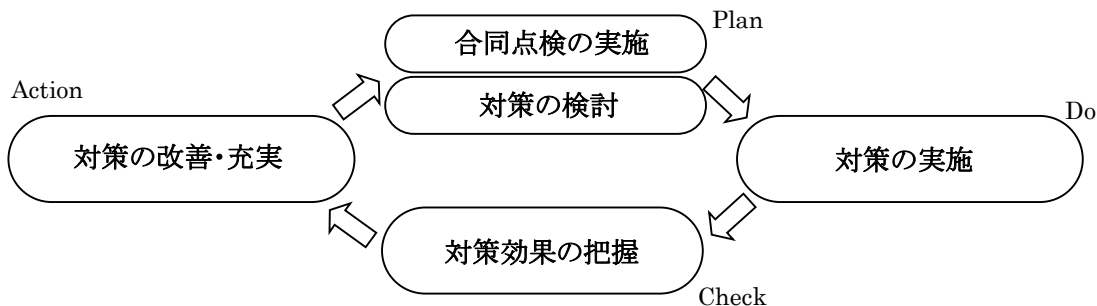 合同点検の実施
Plan
対策の検討
Action
Do
対策の改善・充実
対策の実施
対策効果の把握
Check